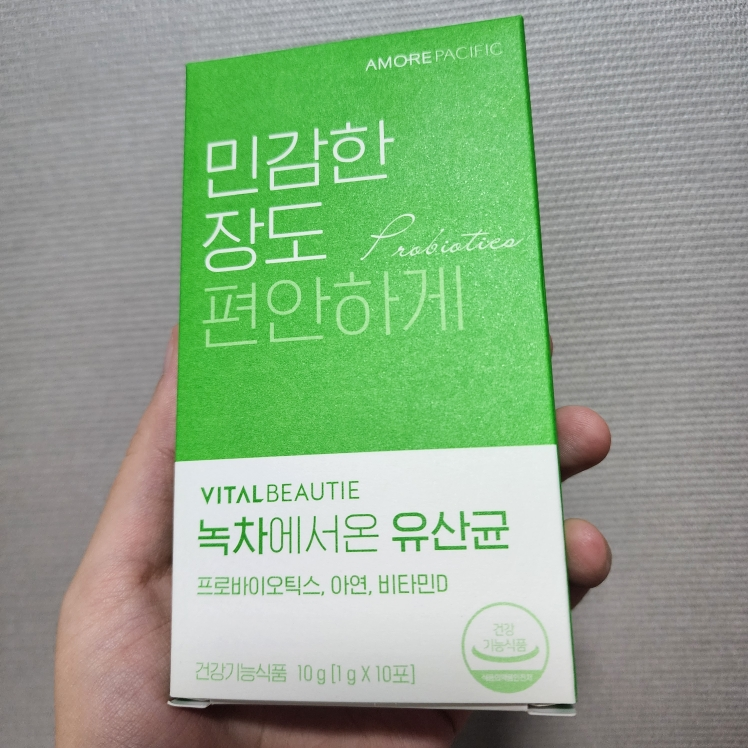 AMOREPACIFIC
민감한
장도
Probiotics
편안하게
VITALBEAUTIE
녹차에서온 유산균
프로바이오틱스, 아연, 비타민D
건강
기능식품
건강기능식품 10g [1g X 10포]